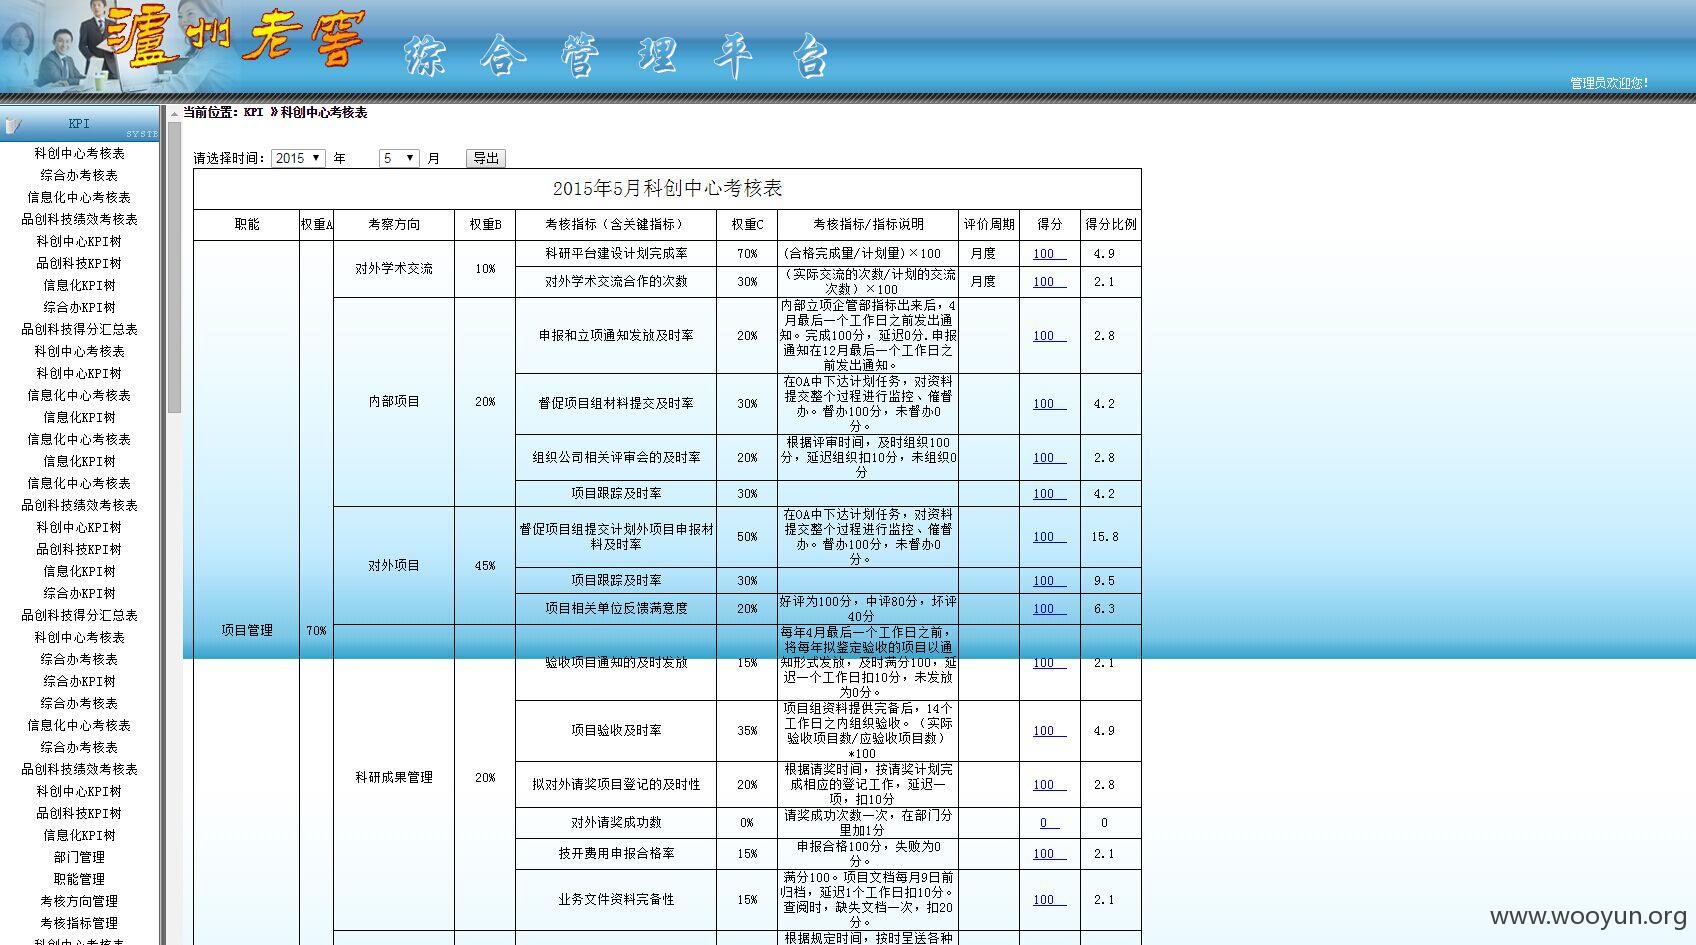 泸州老窖
综合管理平台
管理员欢迎您!
KPI
SYSTE
科创中心考核表
综合办考核表
信息化中心考核表
品创科技绩效考核表
科创中心KPI树
品创科技KPI树
信息化KPI树
综合办KPI树
品创科技得分汇总表
科创中心考核表
科创中心KPI树
信息化中心考核表
信息化KPI树
信息化中心考核表
信息化KPI树
信息化中心考核表
品创科技绩效考核表
科创中心KPI树
品创科技KPI树
信息化KPI树
综合办KPI树
品创科技得分汇总表
科创中心考核表
综合办考核表
综合办KPI树
综合办考核表
信息化中心考核表
综合办考核表
品创科技绩效考核表
科创中心KPI树
品创科技KPI树
信息化KPI树
部门管理
职能管理
考核方向管理
考核指标管理
科创中心考核表
当前位置: KPI 》科创中心考核表
请选择时间: 2015 年 5 月 导出
2015年5月科创中心考核表
职能 权重A 考察方向 权重B 考核指标（含关键指标） 权重C 考核指标/指标说明 评价周期 得分 得分比例
项目管理 70%
对外学术交流 10%
科研平台建设计划完成率 70% (合格完成量/计划量)×100 月度 100 4.9
对外学术交流合作的次数 30%
（实际交流的次数/计划的交流
次数）×100
月度 100 2.1
内部项目 20%
申报和立项通知发放及时率 20%
内部立项企管部指标出来后，4
月最后一个工作日之前发出通
知。完成100分，延迟0分.申报
通知在12月最后一个工作日之
前发出通知。
100 2.8
督促项目组材料提交及时率 30%
在OA中下达计划任务，对资料
提交整个过程进行监控、催督
办。督办100分，未督办0
分。
100 4.2
组织公司相关评审会的及时率 20%
根据评审时间，及时组织100
分，延迟组织扣10分，未组织0
分
100 2.8
项目跟踪及时率 30% 100 4.2
对外项目 45%
督促项目组提交计划外项目申报材
料及时率
50%
在OA中下达计划任务，对资料
提交整个过程进行监控、催督
办。督办100分，未督办0
分。
100 15.8
项目跟踪及时率 30% 100 9.5
项目相关单位反馈满意度 20%
好评为100分，中评80分，坏评
40分
100 6.3
科研成果管理 20%
验收项目通知的及时发放 15%
每年4月最后一个工作日之前，
将每年拟鉴定验收的项目以通
知形式发放，及时满分100，延
迟一个工作日扣10分，未发放
为0分。
100 2.1
项目验收及时率 35%
项目组资料提供完备后，14个
工作日之内组织验收。（实际
验收项目数/应验收项目数）
*100
100 4.9
拟对外请奖项目登记的及时性 20%
根据请奖时间，按请奖计划完
成相应的登记工作，延迟一
项，扣10分
100 2.8
对外请奖成功数 0%
请奖成功次数一次，在部门分
里加1分
0 0
技开费用申报合格率 15%
申报合格100分，失败为0
分。
100 2.1
业务文件资料完备性 15%
满分100。项目文档每月9日前
归档，延迟1个工作日扣10分。
查阅时，缺失文档一次，扣20
分。
100 2.1
根据规定时间，按时呈送各种
www.wooyun.org